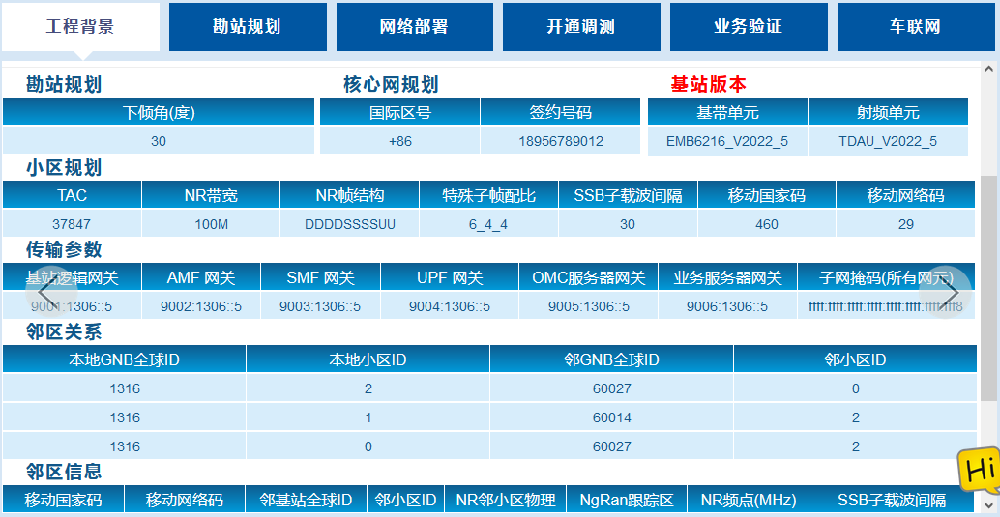 工程背景 勘站规划 网络部署 开通调测 业务验证 车联网
勘站规划 核心网规划 基站版本
下倾角(度) 国际区号 签约号码 基带单元 射频单元
30 +86 18956789012 EMB6216_V2022_5 TDAU_V2022_5
小区规划
TAC NR带宽 NR帧结构 特殊子帧配比 SSB子载波间隔 移动国家码 移动网络码
37847 100M DDDDSSSSUU 6_4_4 30 460 29
传输参数
基站逻辑网关 AMF 网关 SMF 网关 UPF 网关 OMC服务器网关 业务服务器网关 子网掩码(所有网元)
9001:1306::5 9002:1306::5 9003:1306::5 9004:1306::5 9005:1306::5 9006:1306::5 ffff:ffff:ffff:ffff:ffff:ffff:ffff:fff8
邻区关系
本地GNB全球ID 本地小区ID 邻GNB全球ID 邻小区ID
1316 2 60027 0
1316 1 60014 2
1316 0 60027 2
邻区信息
移动国家码 移动网络码 邻基站全球ID 邻小区ID NR邻小区物理 NgRan跟踪区 NR频点(MHz) SSB子载波间隔
Hi